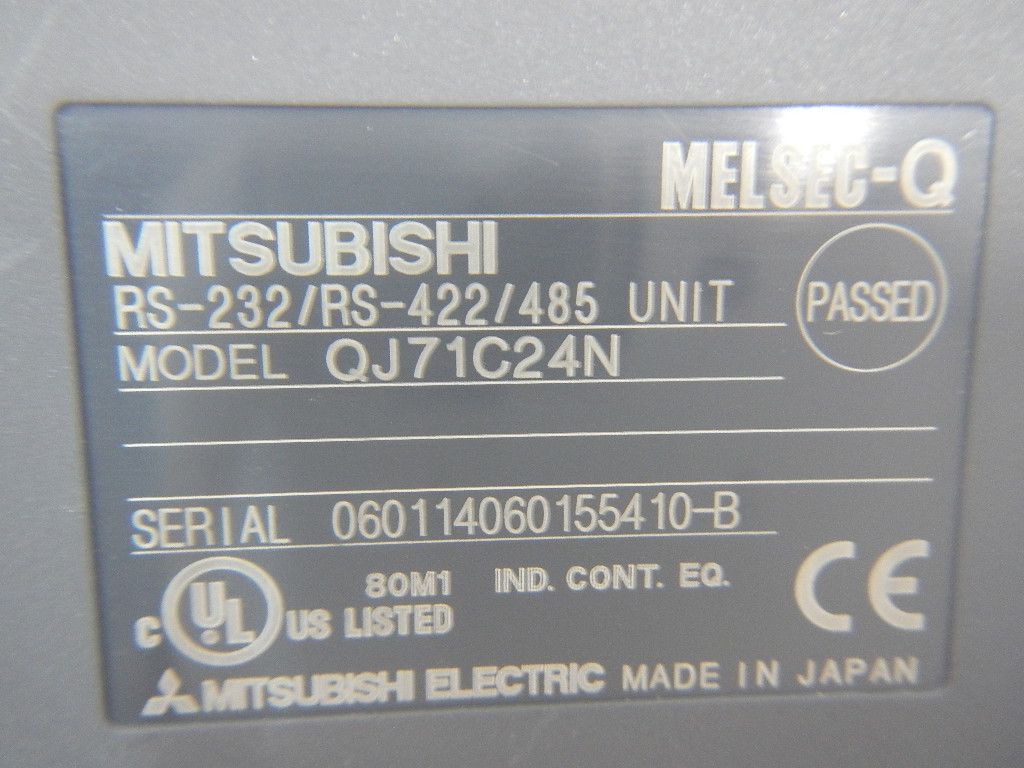 MELSEC-Q
MITSUBISHI
RS-232/RS-422/485 UNIT
PASSED
MODEL QJ71C24N
SERIAL 060114060155410-B
80M1 IND. CONT. EQ.
C UL US LISTED
CE
MITSUBISHI ELECTRIC MADE IN JAPAN